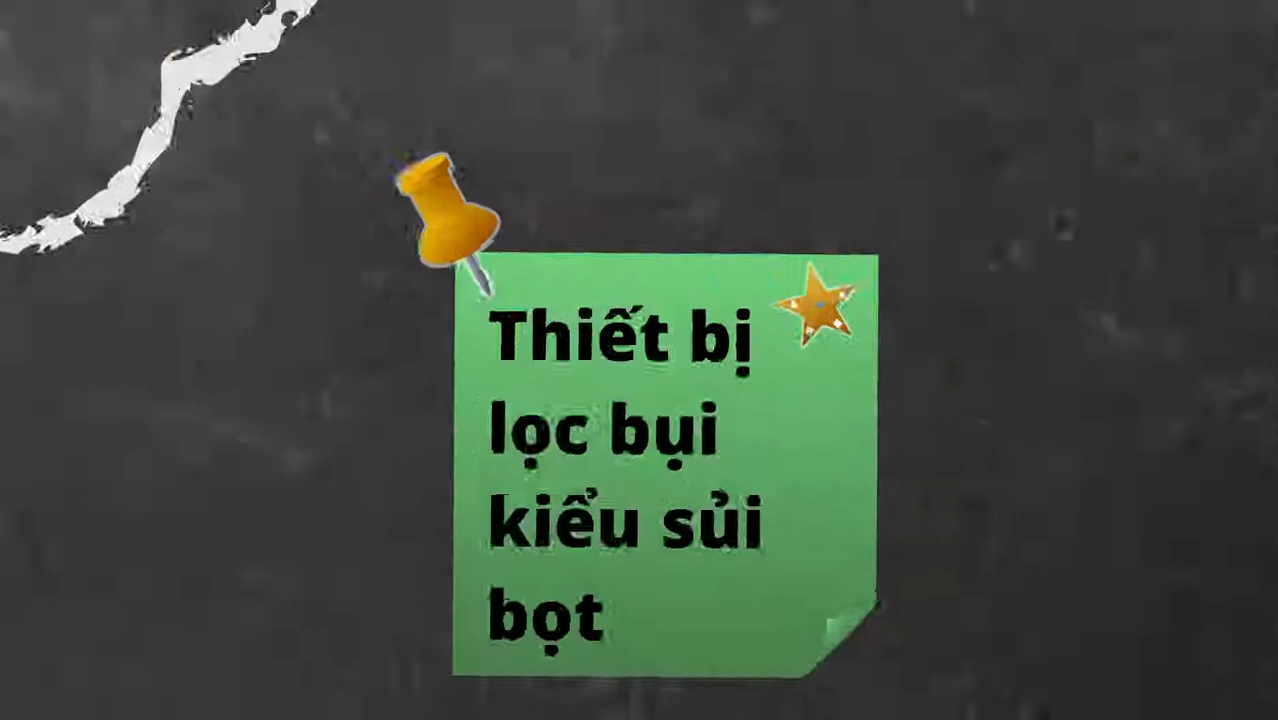 Thiết bị
lọc bụi
kiểu sủi
bọt